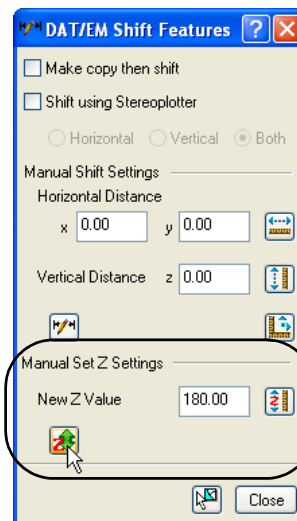 DAT/EM Shift Features
Make copy then shift
Shift using Stereoplotter
Horizontal Vertical Both
Manual Shift Settings
Horizontal Distance
x 0.00 y 0.00
Vertical Distance z 0.00
Manual Set Z Settings
New Z Value 180.00
Close